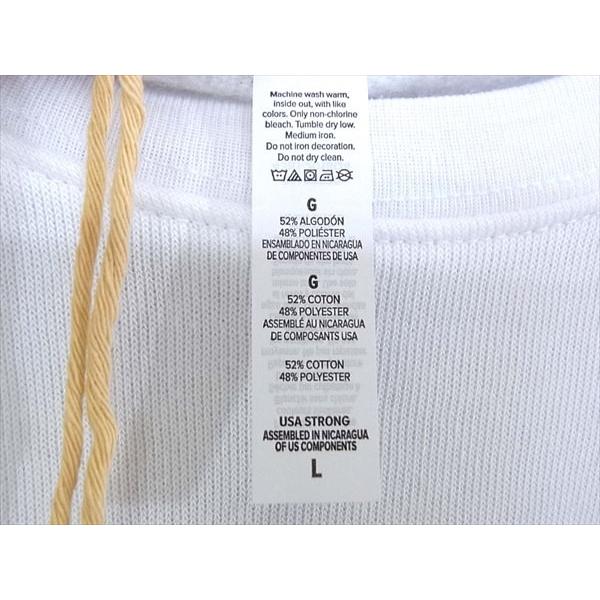 Machine wash warm,
inside out, with like
colors. Only non-chlorine
bleach. Tumble dry low.
Medium iron.
Do not iron decoration.
Do not dry clean.
G
52% ALGODÓN
48% POLIÉSTER
ENSAMBLADO EN NICARAGUA
DE COMPONENTES DE USA
G
52% COTON
48% POLYESTER
ASSEMBLÉ AU NICARAGUA
DE COMPOSANTS USA
52% COTTON
48% POLYESTER
USA STRONG
ASSEMBLED IN NICARAGUA
OF US COMPONENTS
L